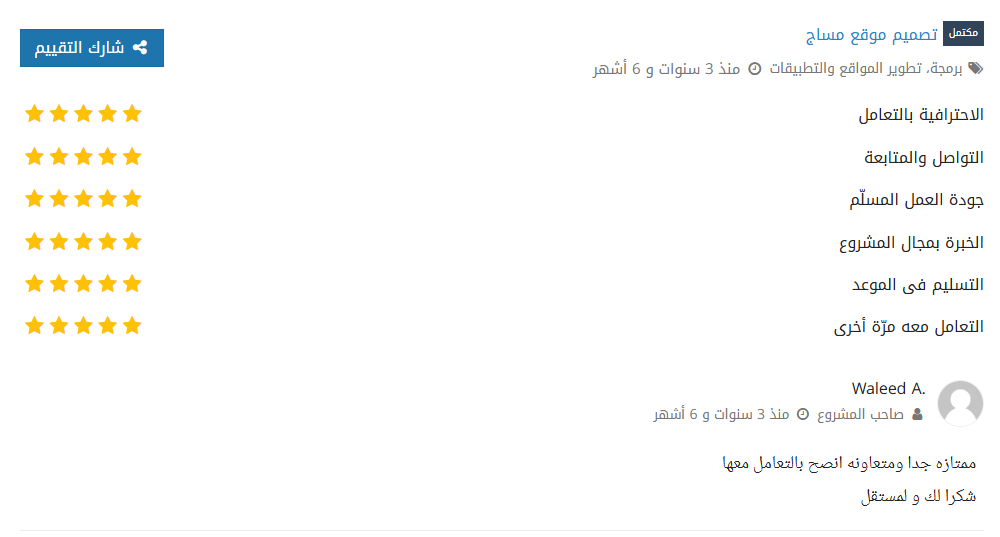 مكتمل تصميم موقع مساج
شارك التقييم
برمجة، تطوير المواقع والتطبيقات منذ 3 سنوات و 6 أشهر
الاحترافية بالتعامل
التواصل والمتابعة
جودة العمل المسلّم
الخبرة بمجال المشروع
التسليم فى الموعد
التعامل معه مرّة أخرى
Waleed A.
صاحب المشروع منذ 3 سنوات و 6 أشهر
ممتازه جدا ومتعاونه انصح بالتعامل معها
شكرا لك و لمستقل